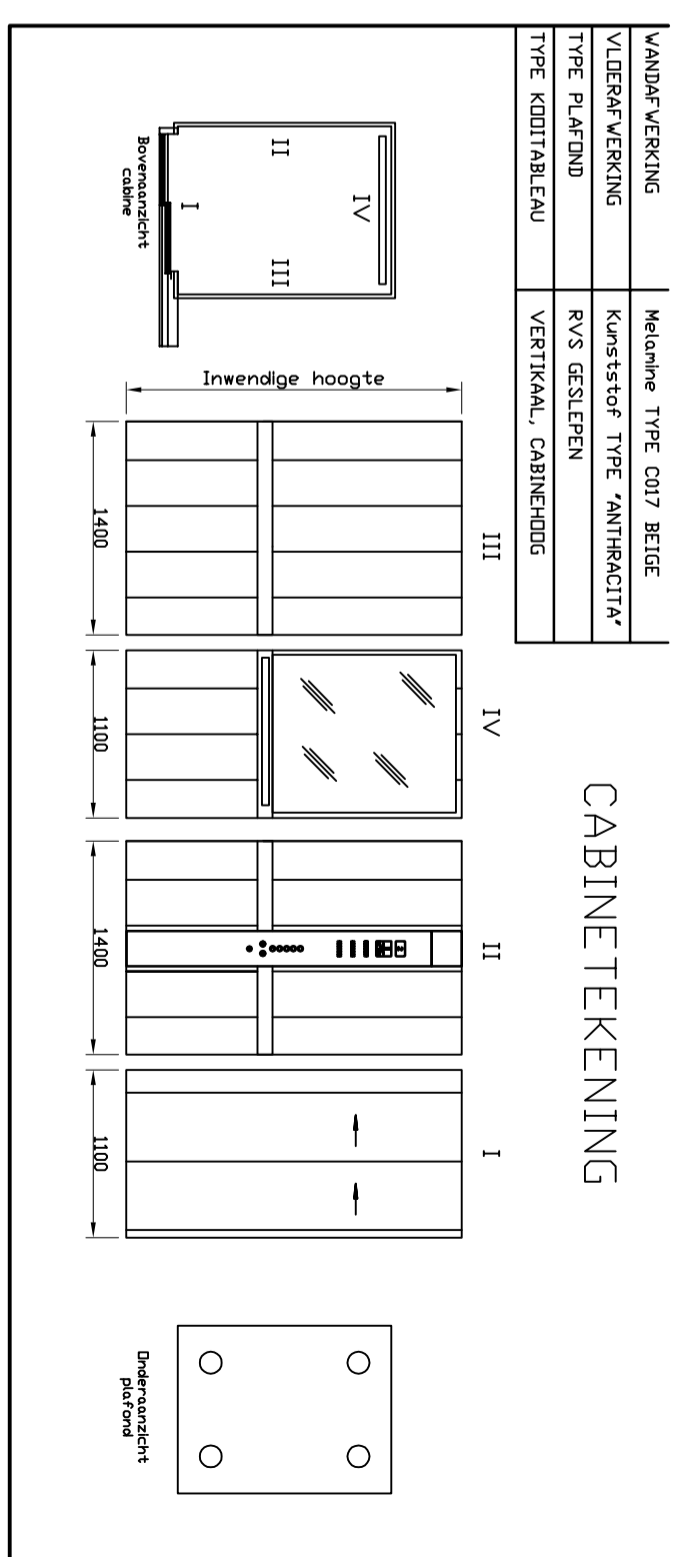 WANDAFWERKING Melamine TYPE C017 BEIGE
VLOERAFWERKING Kunststof TYPE "ANTHRACITA"
TYPE PLAFOND RVS GESLEPEN
TYPE KOOITABLEAU VERTIKAAL, CABINEHOOG
CABINETEKENING
IV
II III
I
Bovenaanzicht
cabine
Inwendige hoogte
III
1400
IV
1100
II
1400
I
1100
Onderaanzicht
plafond